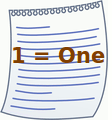 1 = One